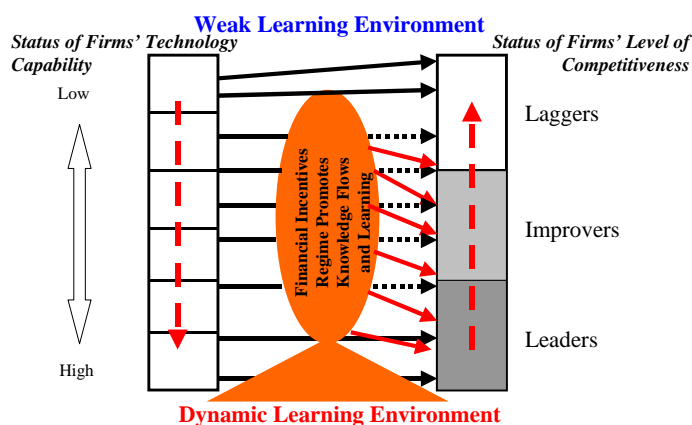 Weak Learning Environment
Status of Firms’ Technology
Capability
Status of Firms’ Level of
Competitiveness
Low
High
Financial Incentives
Regime Promotes
Knowledge Flows
and Learning
Laggers
Improvers
Leaders
Dynamic Learning Environment